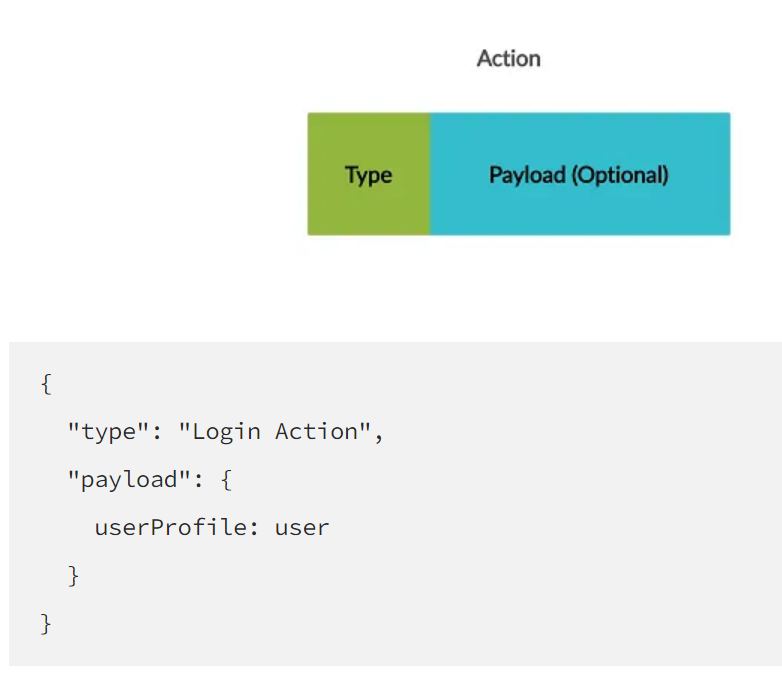 Action
Type
Payload (Optional)
{
"type": "Login Action",
"payload": {
userProfile: user
}
}